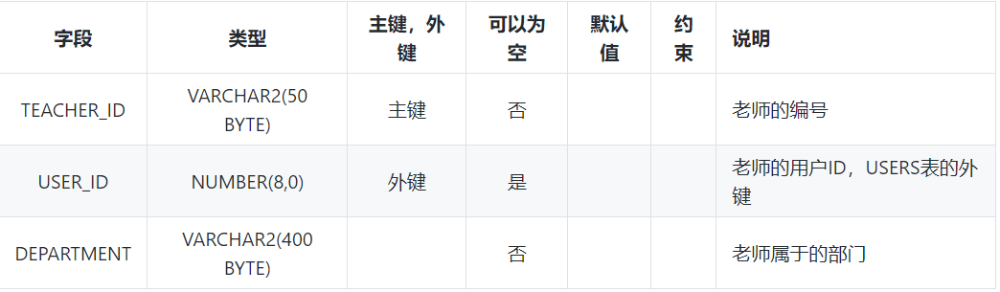 字段 类型 主键，外键 可以为空 默认值 约束 说明
TEACHER_ID VARCHAR2(50 BYTE) 主键 否 老师的编号
USER_ID NUMBER(8,0) 外键 是 老师的用户ID，USERS表的外键
DEPARTMENT VARCHAR2(400 BYTE) 否 老师属于的部门